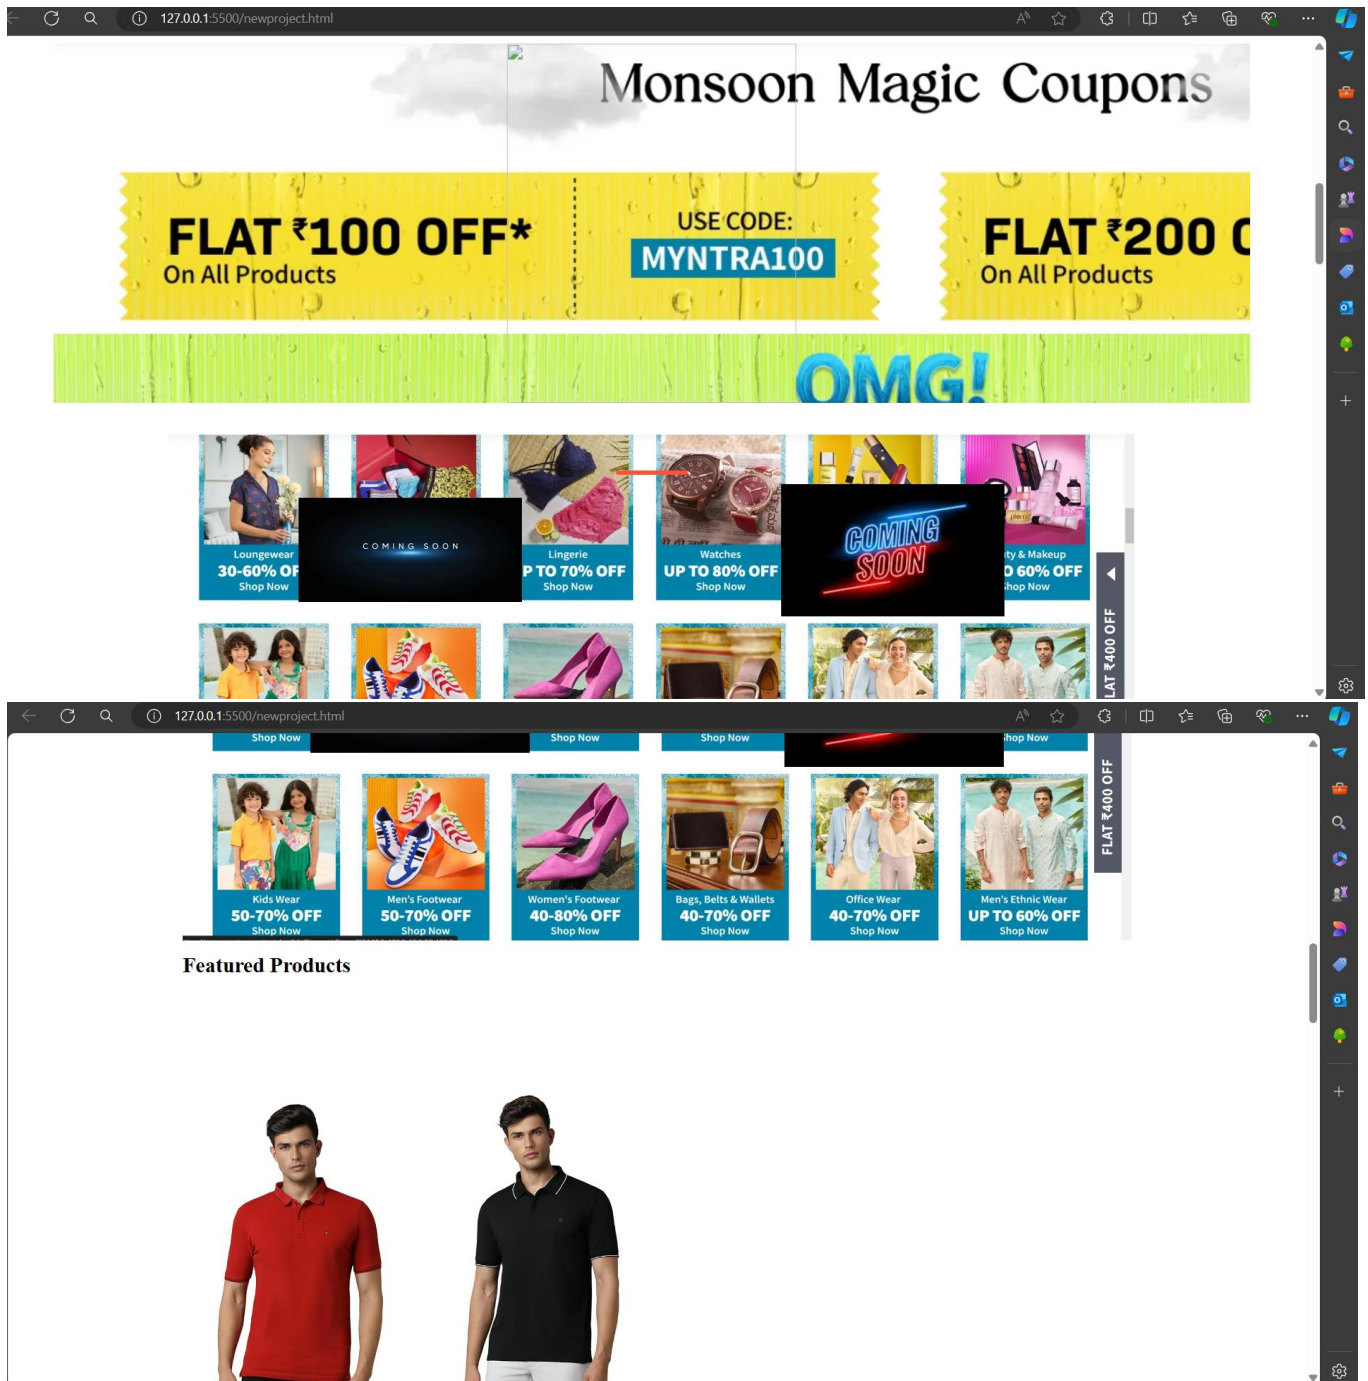 127.0.0.1:5500/newproject.html
Monsoon Magic Coupons
FLAT ₹100 OFF*
On All Products
USE CODE:
MYNTRA100
FLAT ₹200
On All Products
OMG!
COMING SOON
COMING
SOON
Loungewear
30-60% OF
Shop Now
Lingerie
P TO 70% OFF
Shop Now
Watches
UP TO 80% OFF
Shop Now
ty & Makeup
O 60% OFF
hop Now
LAT ₹400 OFF
127.0.0.1:5500/newproject.html
Shop Now
Shop Now
Shop Now
hop Now
FLAT ₹400 OFF
Kids Wear
50-70% OFF
Shop Now
Men's Footwear
50-70% OFF
Shop Now
Women's Footwear
40-80% OFF
Shop Now
Bags, Belts & Wallets
40-70% OFF
Shop Now
Office Wear
40-70% OFF
Shop Now
Men's Ethnic Wear
UP TO 60% OFF
Shop Now
Featured Products